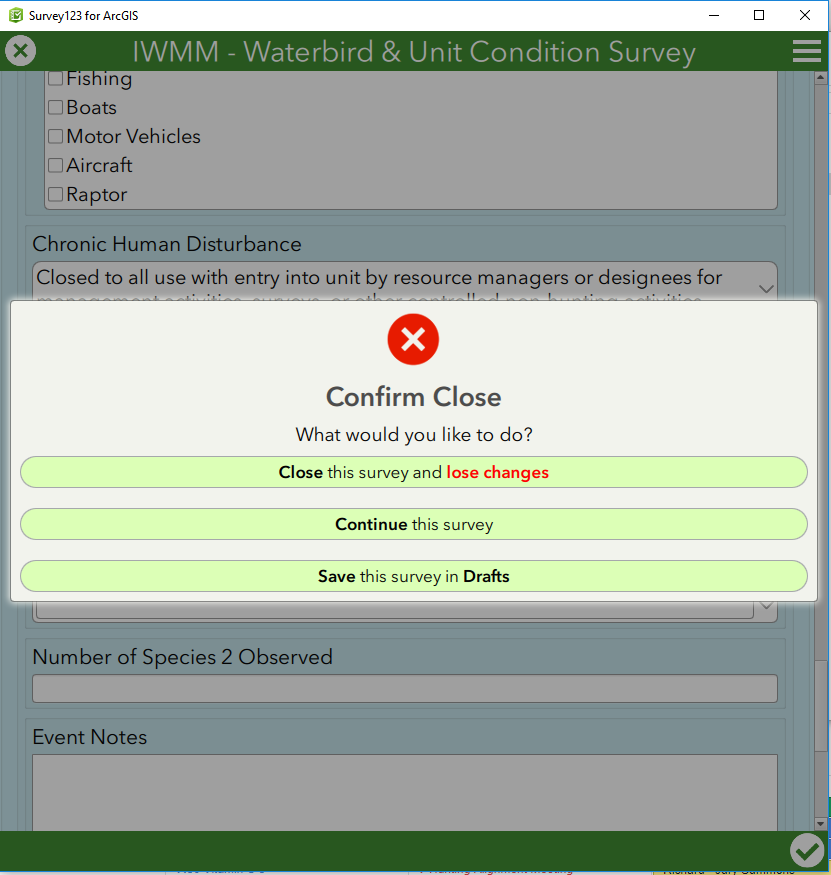 Survey123 for ArcGIS
IWMM - Waterbird & Unit Condition Survey
Fishing
Boats
Motor Vehicles
Aircraft
Raptor
Chronic Human Disturbance
Closed to all use with entry into unit by resource managers or designees for
management activities, surveys, or other controlled non-hunting activities
Confirm Close
What would you like to do?
Close this survey and lose changes
Continue this survey
Save this survey in Drafts
Number of Species 2 Observed
Event Notes